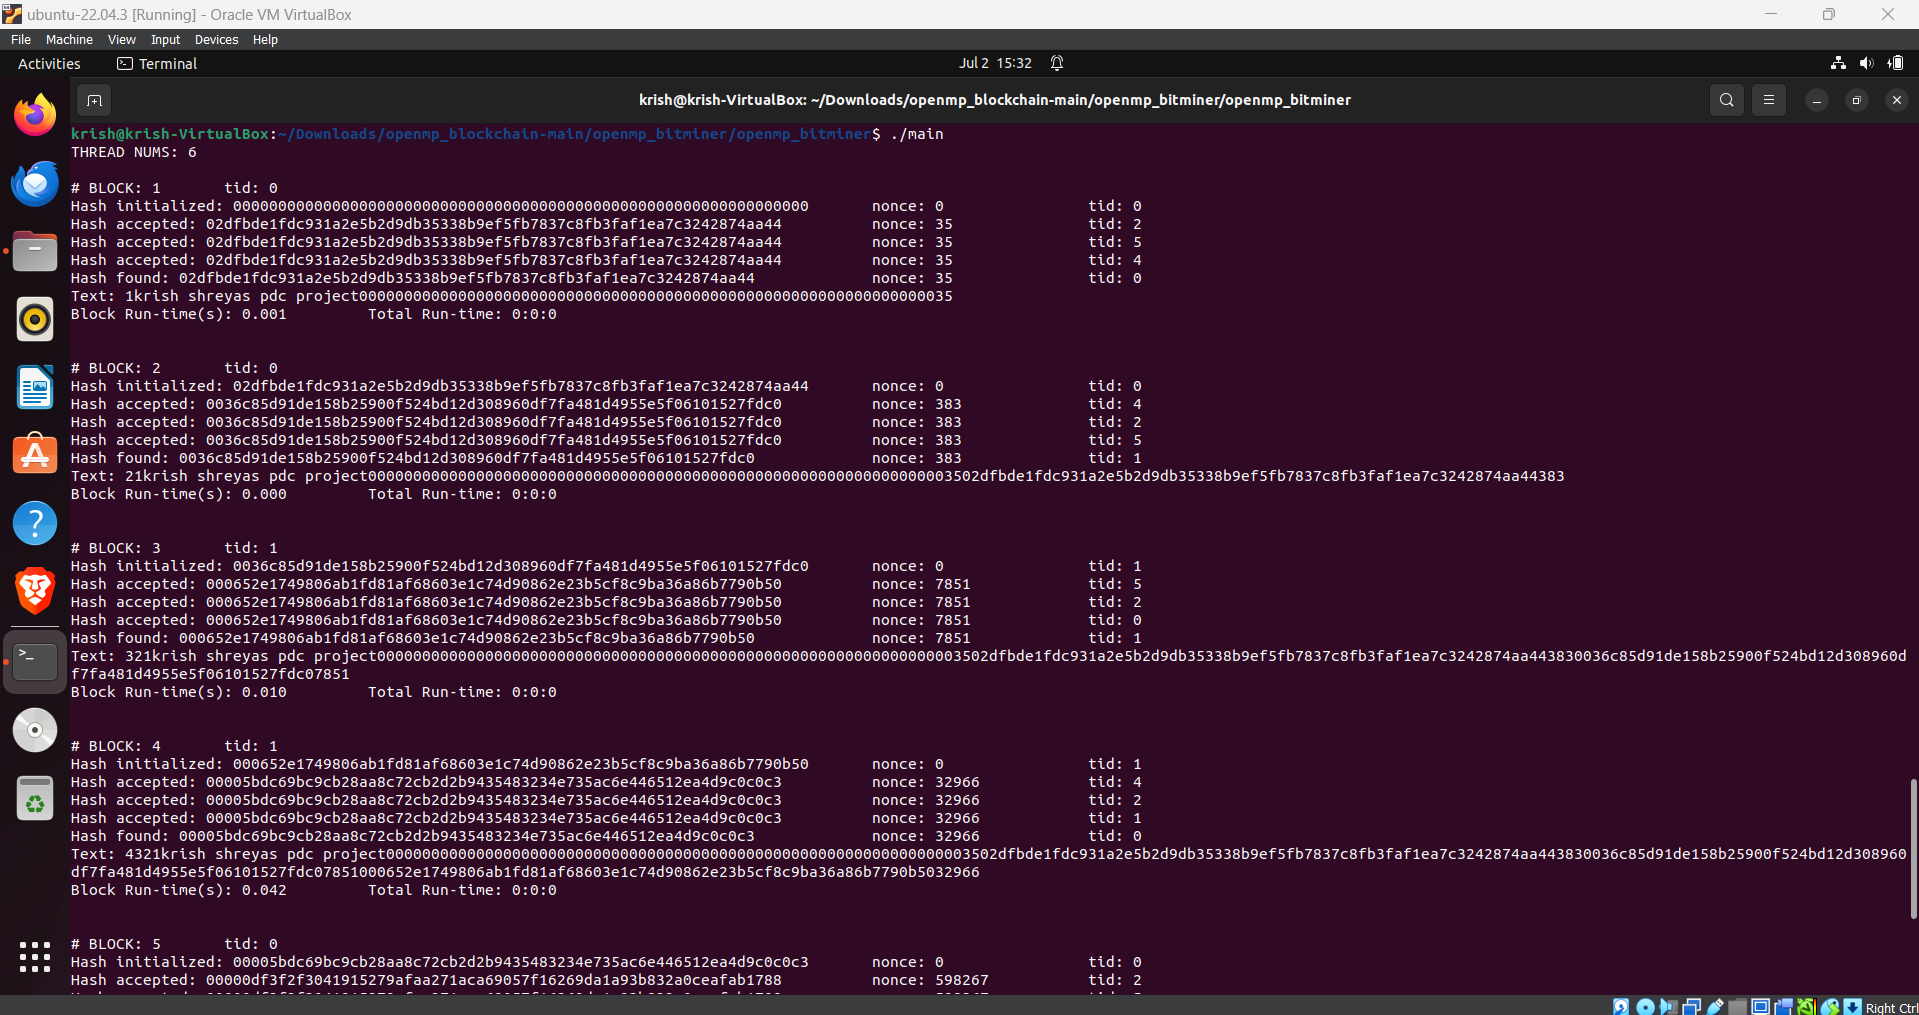 ubuntu-22.04.3 [Running] - Oracle VM VirtualBox
File Machine View Input Devices Help
Activities Terminal Jul 2 15:32
krish@krish-VirtualBox: ~/Downloads/openmp_blockchain-main/openmp_bitminer/openmp_bitminer
krish@krish-VirtualBox:~/Downloads/openmp_blockchain-main/openmp_bitminer/openmp_bitminer$ ./main
THREAD NUMS: 6
# BLOCK: 1 tid: 0
Hash initialized: 0000000000000000000000000000000000000000000000000000000000000000 nonce: 0 tid: 0
Hash accepted: 02dfbde1fdc931a2e5b2d9db35338b9ef5fb7837c8fb3faf1ea7c3242874aa44 nonce: 35 tid: 2
Hash accepted: 02dfbde1fdc931a2e5b2d9db35338b9ef5fb7837c8fb3faf1ea7c3242874aa44 nonce: 35 tid: 5
Hash accepted: 02dfbde1fdc931a2e5b2d9db35338b9ef5fb7837c8fb3faf1ea7c3242874aa44 nonce: 35 tid: 4
Hash found: 02dfbde1fdc931a2e5b2d9db35338b9ef5fb7837c8fb3faf1ea7c3242874aa44 nonce: 35 tid: 0
Text: 1krish shreyas pdc project000000000000000000000000000000000000000000000000000000000000000035
Block Run-time(s): 0.001 Total Run-time: 0:0:0
# BLOCK: 2 tid: 0
Hash initialized: 02dfbde1fdc931a2e5b2d9db35338b9ef5fb7837c8fb3faf1ea7c3242874aa44 nonce: 0 tid: 0
Hash accepted: 0036c85d91de158b25900f524bd12d308960df7fa481d4955e5f06101527fdc0 nonce: 383 tid: 4
Hash accepted: 0036c85d91de158b25900f524bd12d308960df7fa481d4955e5f06101527fdc0 nonce: 383 tid: 2
Hash accepted: 0036c85d91de158b25900f524bd12d308960df7fa481d4955e5f06101527fdc0 nonce: 383 tid: 5
Hash found: 0036c85d91de158b25900f524bd12d308960df7fa481d4955e5f06101527fdc0 nonce: 383 tid: 1
Text: 21krish shreyas pdc project00000000000000000000000000000000000000000000000000000000000000003502dfbde1fdc931a2e5b2d9db35338b9ef5fb7837c8fb3faf1ea7c3242874aa44383
Block Run-time(s): 0.000 Total Run-time: 0:0:0
# BLOCK: 3 tid: 1
Hash initialized: 0036c85d91de158b25900f524bd12d308960df7fa481d4955e5f06101527fdc0 nonce: 0 tid: 1
Hash accepted: 000652e1749806ab1fd81af68603e1c74d90862e23b5cf8c9ba36a86b7790b50 nonce: 7851 tid: 5
Hash accepted: 000652e1749806ab1fd81af68603e1c74d90862e23b5cf8c9ba36a86b7790b50 nonce: 7851 tid: 2
Hash accepted: 000652e1749806ab1fd81af68603e1c74d90862e23b5cf8c9ba36a86b7790b50 nonce: 7851 tid: 0
Hash found: 000652e1749806ab1fd81af68603e1c74d90862e23b5cf8c9ba36a86b7790b50 nonce: 7851 tid: 1
Text: 321krish shreyas pdc project00000000000000000000000000000000000000000000000000000000000000003502dfbde1fdc931a2e5b2d9db35338b9ef5fb7837c8fb3faf1ea7c3242874aa443830036c85d91de158b25900f524bd12d308960d
f7fa481d4955e5f06101527fdc07851
Block Run-time(s): 0.010 Total Run-time: 0:0:0
# BLOCK: 4 tid: 1
Hash initialized: 000652e1749806ab1fd81af68603e1c74d90862e23b5cf8c9ba36a86b7790b50 nonce: 0 tid: 1
Hash accepted: 00005bdc69bc9cb28aa8c72cb2d2b9435483234e735ac6e446512ea4d9c0c0c3 nonce: 32966 tid: 4
Hash accepted: 00005bdc69bc9cb28aa8c72cb2d2b9435483234e735ac6e446512ea4d9c0c0c3 nonce: 32966 tid: 2
Hash accepted: 00005bdc69bc9cb28aa8c72cb2d2b9435483234e735ac6e446512ea4d9c0c0c3 nonce: 32966 tid: 1
Hash found: 00005bdc69bc9cb28aa8c72cb2d2b9435483234e735ac6e446512ea4d9c0c0c3 nonce: 32966 tid: 0
Text: 4321krish shreyas pdc project00000000000000000000000000000000000000000000000000000000000000003502dfbde1fdc931a2e5b2d9db35338b9ef5fb7837c8fb3faf1ea7c3242874aa443830036c85d91de158b25900f524bd12d308960
df7fa481d4955e5f06101527fdc07851000652e1749806ab1fd81af68603e1c74d90862e23b5cf8c9ba36a86b7790b5032966
Block Run-time(s): 0.042 Total Run-time: 0:0:0
# BLOCK: 5 tid: 0
Hash initialized: 00005bdc69bc9cb28aa8c72cb2d2b9435483234e735ac6e446512ea4d9c0c0c3 nonce: 0 tid: 0
Hash accepted: 00000df3f2f3041915279afaa271aca69057f16269da1a93b832a0ceafab1788 nonce: 598267 tid: 2
Right Ctrl